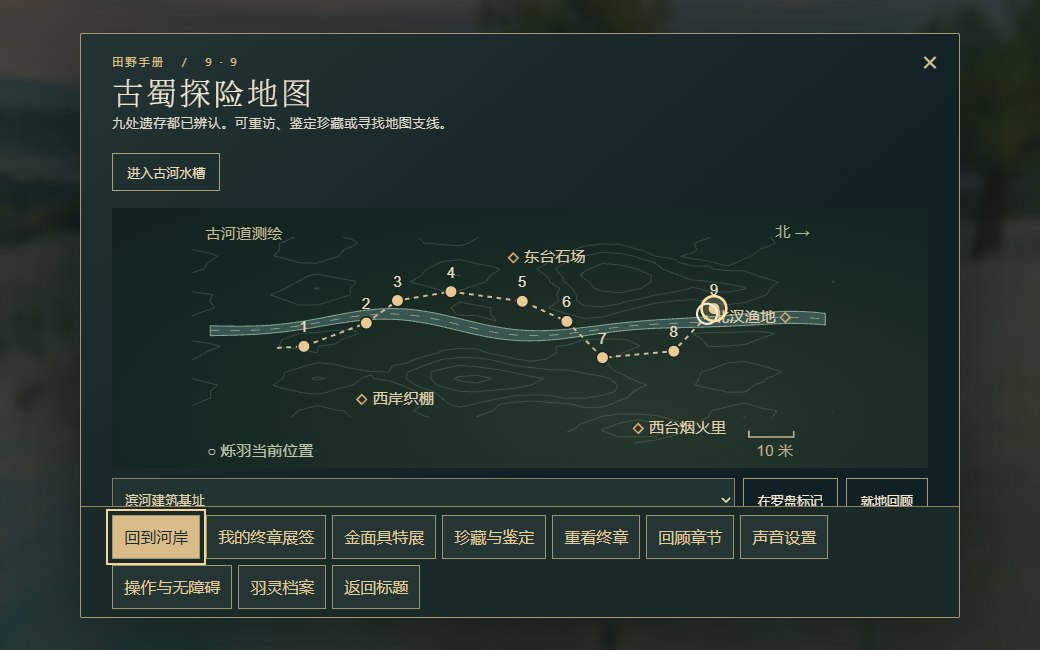 田野手册 / 9 · 9
古蜀探险地图
九处遗存都已辨认。可重访、鉴定珍藏或寻找地图支线。
进入古河水槽
古河道测绘
北 →
东台石场
1
2
3
4
5
6
7
8
9
北汊渔地
西岸织棚
西台烟火里
烁羽当前位置
10 米
滨河建筑基址
在罗盘标记
就地回顾
回到河岸
我的终章展签
金面具特展
珍藏与鉴定
重看终章
回顾章节
声音设置
操作与无障碍
羽灵档案
返回标题